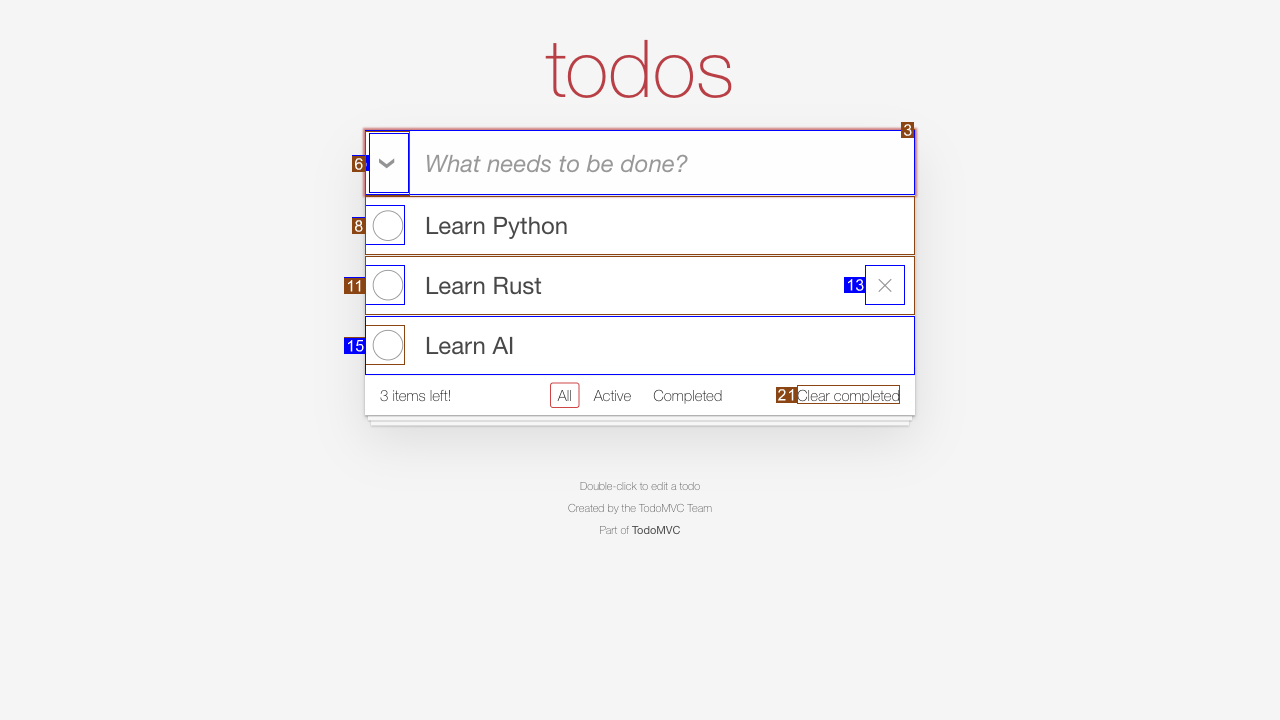 todos
3
6
What needs to be done?
8
Learn Python
11
Learn Rust
13
15
Learn AI
3 items left!
All
Active
Completed
21
Clear completed
Double-click to edit a todo
Created by the TodoMVC Team
Part of TodoMVC